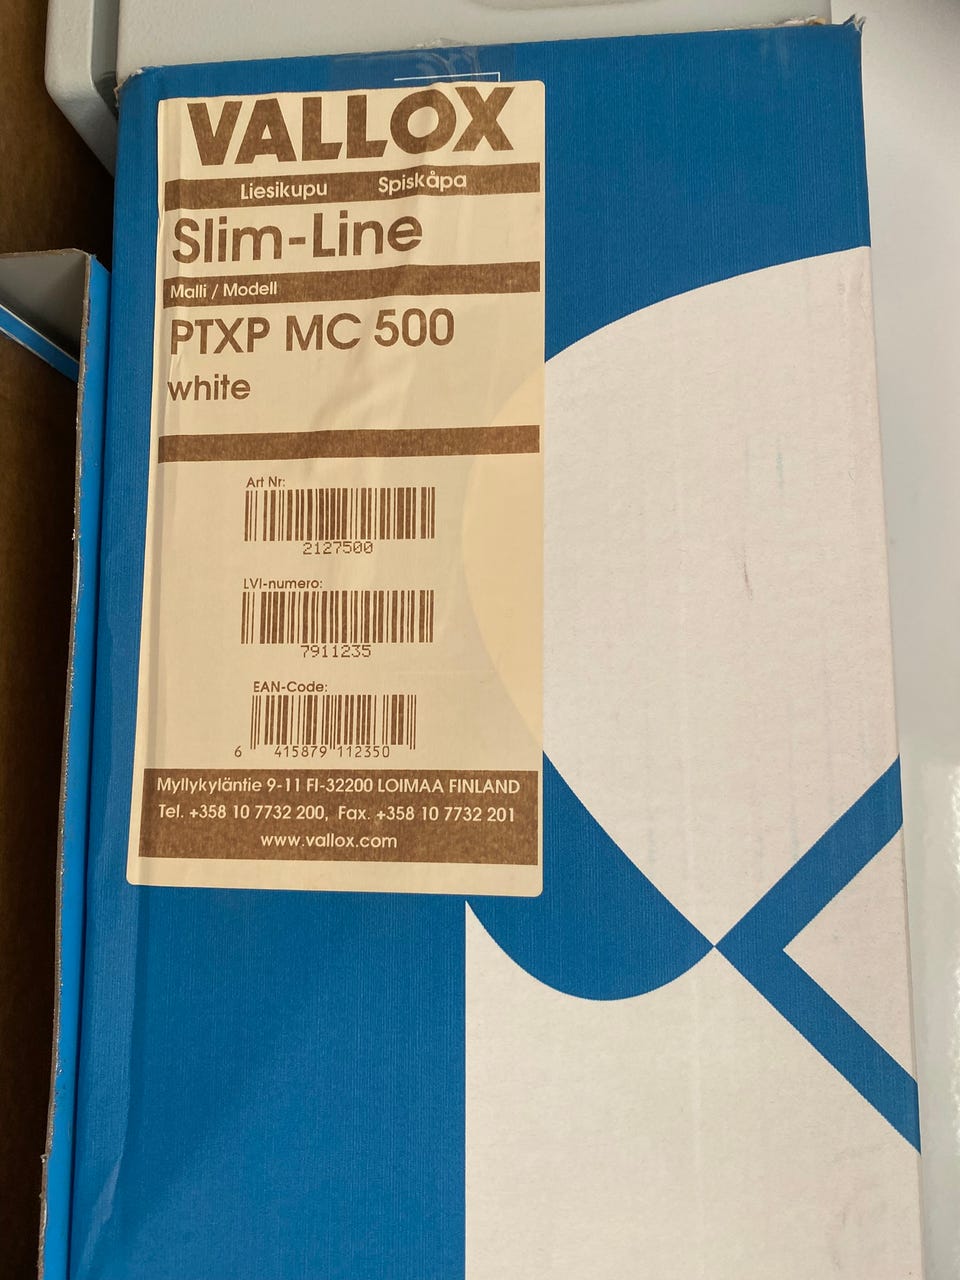 VALLOX
Liesikupu Spiskåpa
Slim-Line
Malli / Modell
PTXP MC 500
white
Art Nr:
2127500
LVI-numero:
7911235
EAN-Code:
6 415879 112350
Myllykyläntie 9-11 FI-32200 LOIMAA FINLAND
Tel. +358 10 7732 200, Fax. +358 10 7732 201
www.vallox.com